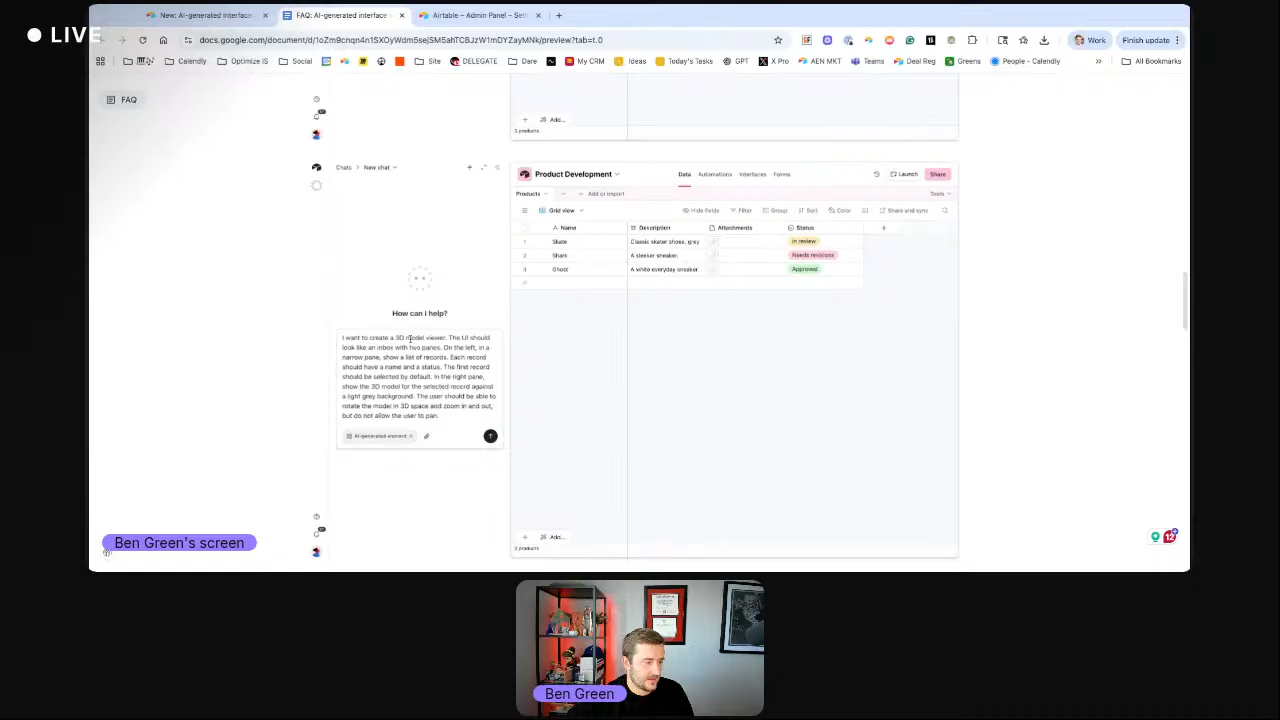 LIVE
New: AI-generated interface
FAQ: AI-generated interface
Airtable – Admin Panel – Set
docs.google.com/document/d/1oZm9cnqn4n1SXOyWdm5sejSM5ahTCBJzW1mDYZayMNk/preview?tab=t.0
Work
Finish update
Calendly
Optimize IS
Social
Site
DELEGATE
Dare
My CRM
Ideas
Today's Tasks
GPT
X Pro
AEN MKT
Teams
Deal Reg
Greens
People - Calendly
All Bookmarks
FAQ
Add...
3 products
Chats > New chat
Product Development
Data
Automations
Interfaces
Forms
Launch
Share
Products
Add or import
Tools
Grid view
Hide fields
Filter
Group
Sort
Color
Share and sync
Name
Description
Attachments
Status
1 Skate Classic skater shoes, grey In review
2 Shark A sleeker sneaker. Needs revisions
3 Ghost A white everyday sneaker Approved
How can I help?
I want to create a 3D model viewer. The UI should
look like an inbox with two panes. On the left, in a
narrow pane, show a list of records. Each record
should have a name and a status. The first record
should be selected by default. In the right pane,
show the 3D model for the selected record against
a light grey background. The user should be able to
rotate the model in 3D space and zoom in and out,
but do not allow the user to pan.
AI-generated element
Add...
3 products
12
Ben Green's screen
Ben Green